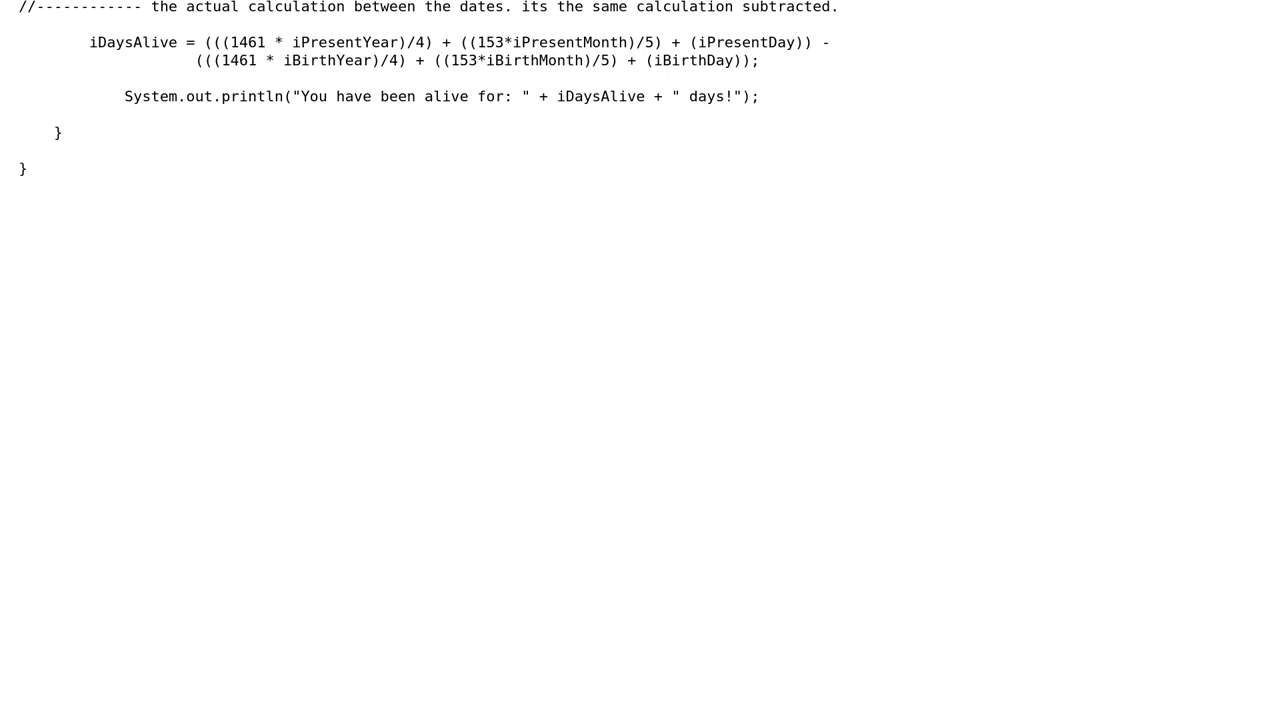 //------------ the actual calculation between the dates. its the same calculation subtracted.
iDaysAlive = (((1461 * iPresentYear)/4) + ((153*iPresentMonth)/5) + (iPresentDay)) -
(((1461 * iBirthYear)/4) + ((153*iBirthMonth)/5) + (iBirthDay));
System.out.println("You have been alive for: " + iDaysAlive + " days!");
}
}